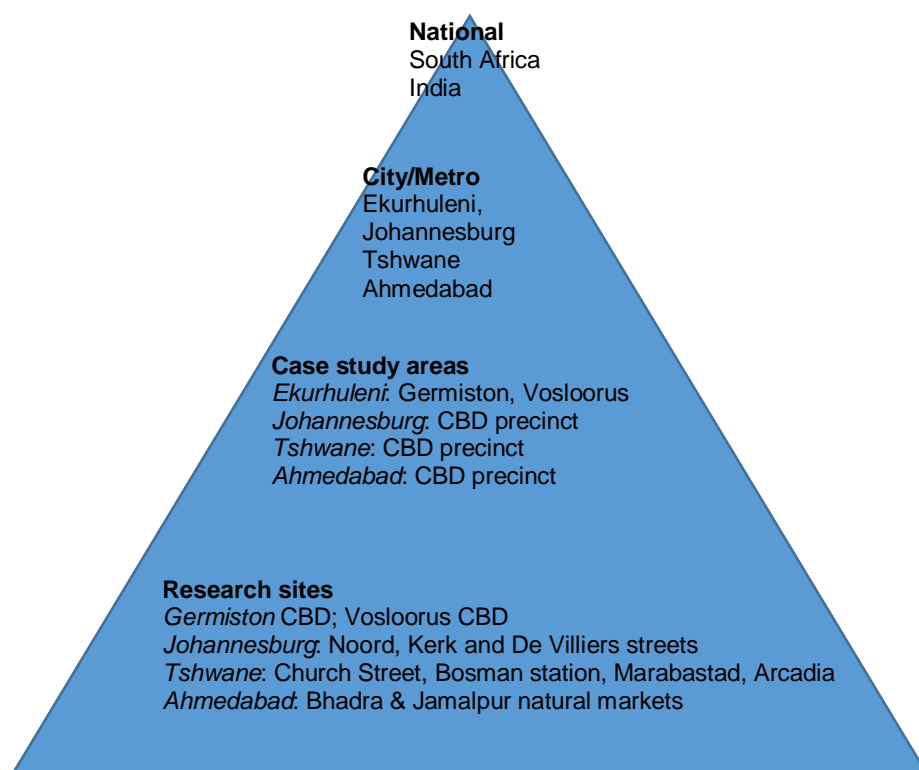 National
South Africa
India
City/Metro
Ekurhuleni,
Johannesburg
Tshwane
Ahmedabad
Case study areas
Ekurhuleni: Germiston, Vosloorus
Johannesburg: CBD precinct
Tshwane: CBD precinct
Ahmedabad: CBD precinct
Research sites
Germiston CBD; Vosloorus CBD
Johannesburg: Noord, Kerk and De Villiers streets
Tshwane: Church Street, Bosman station, Marabastad, Arcadia
Ahmedabad: Bhadra & Jamalpur natural markets